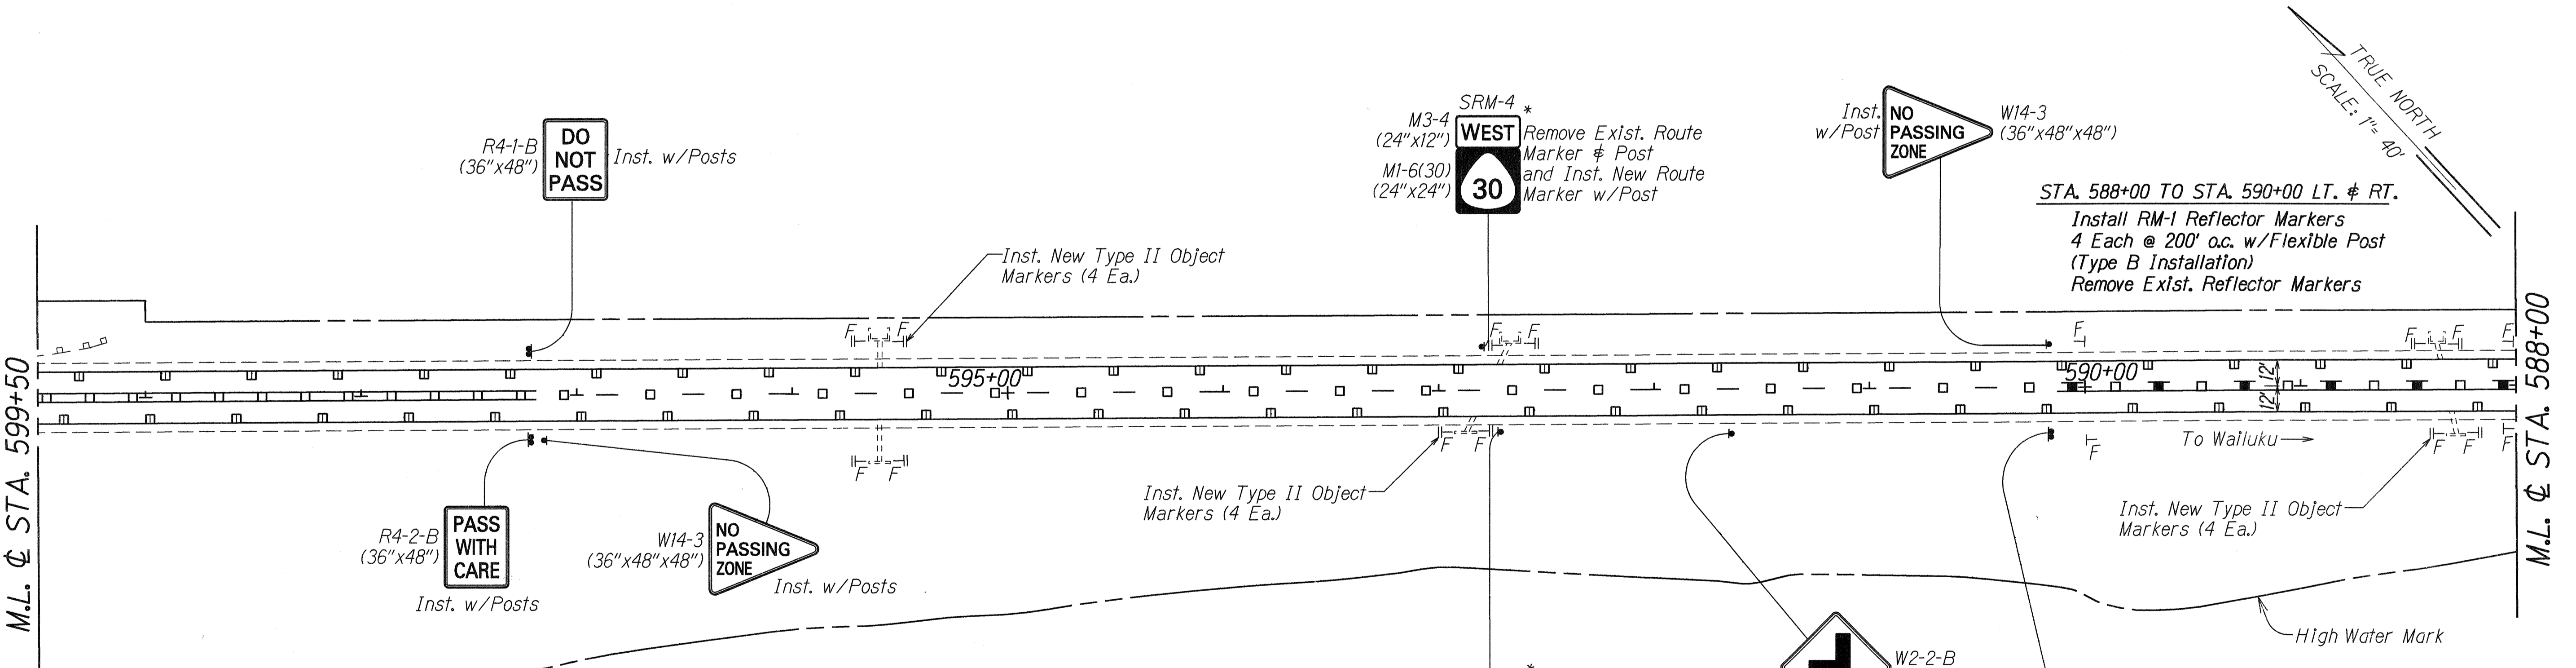 TRUE NORTH
SCALE: 1"= 40'
R4-1-B
(36"x48")
DO
NOT
PASS
Inst. w/Posts
SRM-4
*
M3-4
(24"x12")
WEST
M1-6(30)
(24"x24")
30
Remove Exist. Route
Marker & Post
and Inst. New Route
Marker w/Post
Inst.
w/Post
NO
PASSING
ZONE
W14-3
(36"x48"x48")
STA. 588+00 TO STA. 590+00 LT. & RT.
Install RM-1 Reflector Markers
4 Each @ 200' o.c. w/Flexible Post
(Type B Installation)
Remove Exist. Reflector Markers
Inst. New Type II Object
Markers (4 Ea.)
F F
F F
F
F F
F
M.L. ℄ STA. 599+50
595+00
590+00
12'
12'
M.L. ℄ STA. 588+00
F F
F F
F
To Wailuku
F F
F
R4-2-B
(36"x48")
PASS
WITH
CARE
Inst. w/Posts
W14-3
(36"x48"x48")
NO
PASSING
ZONE
Inst. w/Posts
Inst. New Type II Object
Markers (4 Ea.)
Inst. New Type II Object
Markers (4 Ea.)
High Water Mark
W2-2-B
*